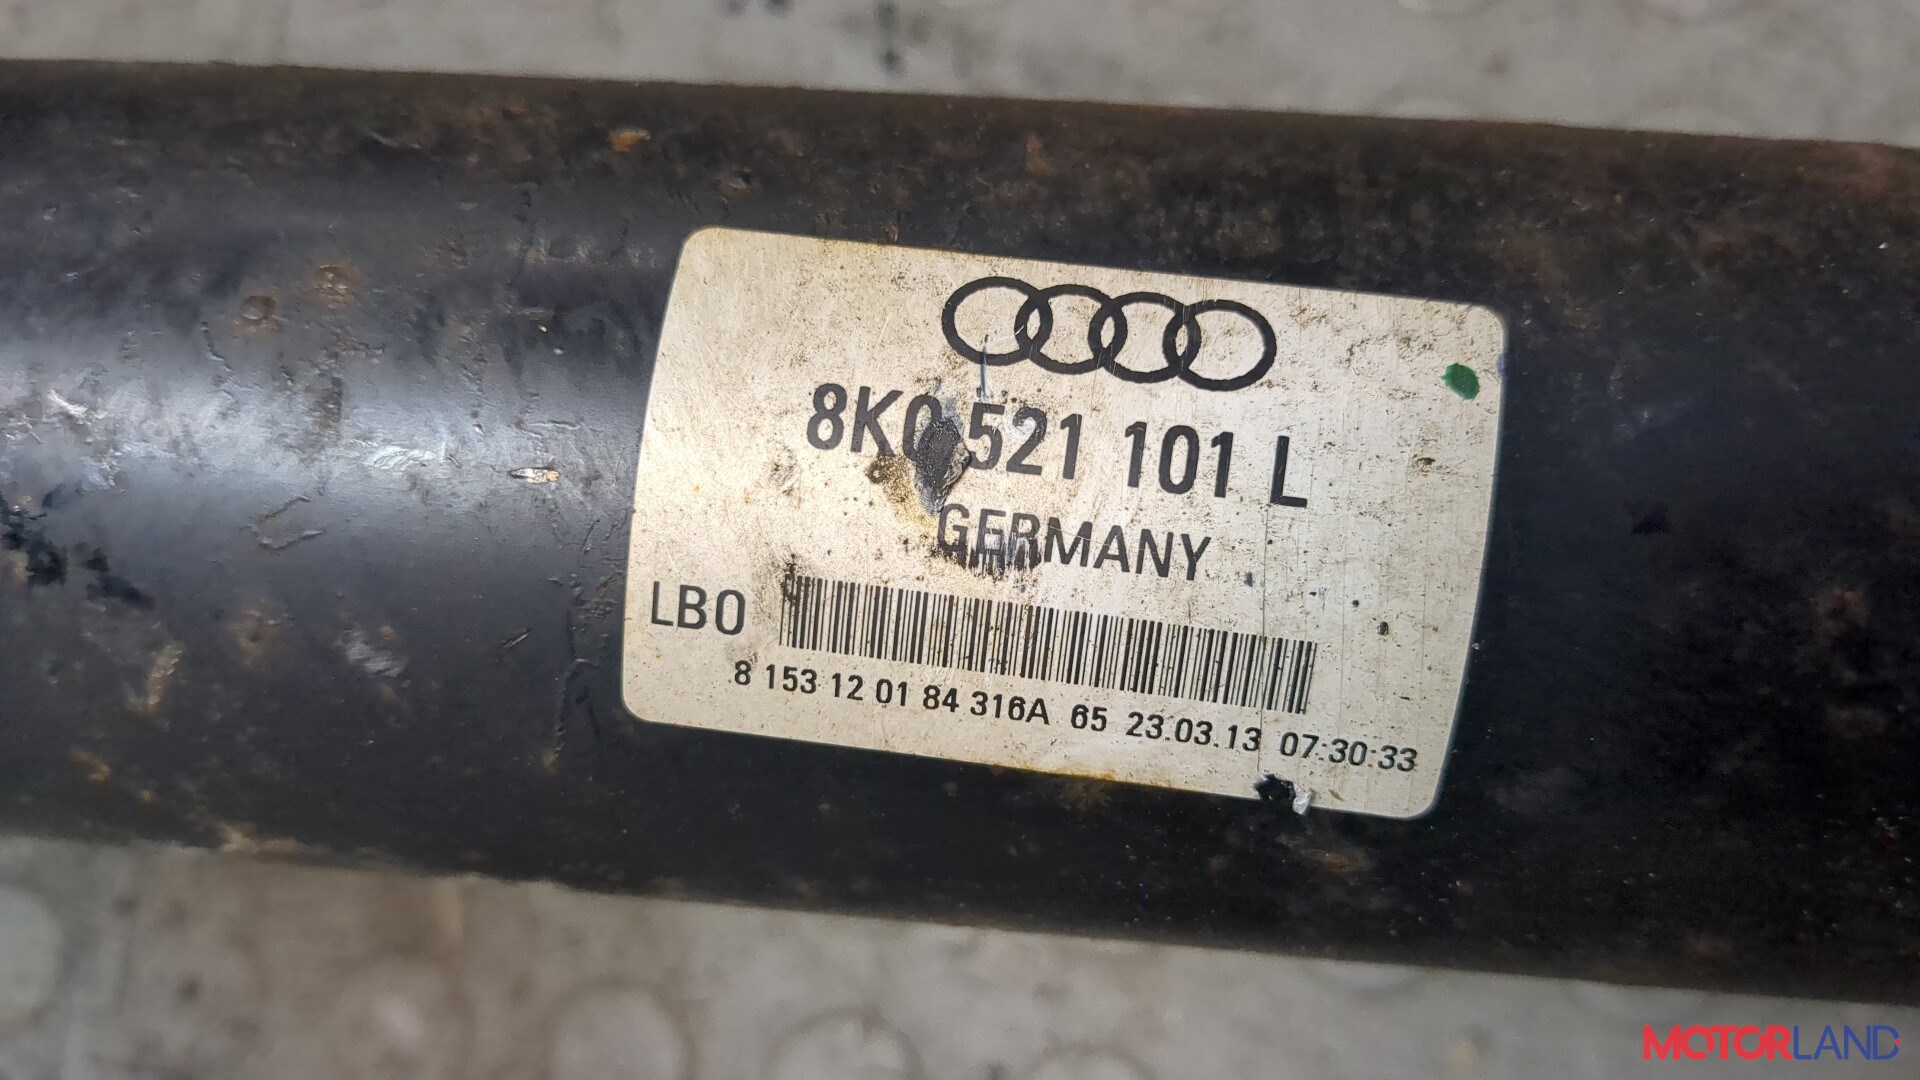 8K0 521 101 L
GERMANY
LBO
8 153 12 01 84 316A 65 23.03.13 07:30:33
MOTORLAND